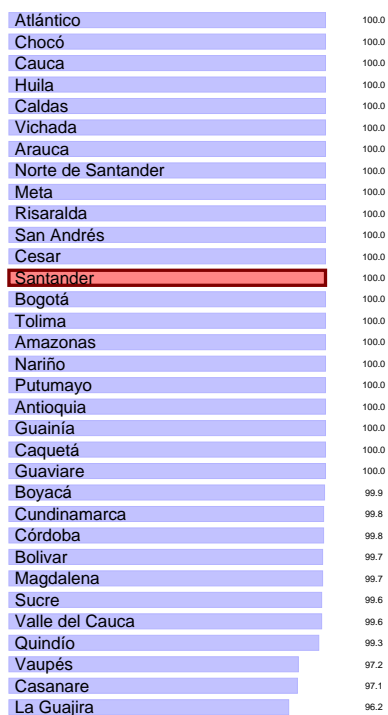 Atlántico 100.0
Chocó 100.0
Cauca 100.0
Huila 100.0
Caldas 100.0
Vichada 100.0
Arauca 100.0
Norte de Santander 100.0
Meta 100.0
Risaralda 100.0
San Andrés 100.0
Cesar 100.0
Santander 100.0
Bogotá 100.0
Tolima 100.0
Amazonas 100.0
Nariño 100.0
Putumayo 100.0
Antioquia 100.0
Guainía 100.0
Caquetá 100.0
Guaviare 100.0
Boyacá 99.9
Cundinamarca 99.8
Córdoba 99.8
Bolivar 99.7
Magdalena 99.7
Sucre 99.6
Valle del Cauca 99.6
Quindío 99.3
Vaupés 97.2
Casanare 97.1
La Guajira 96.2